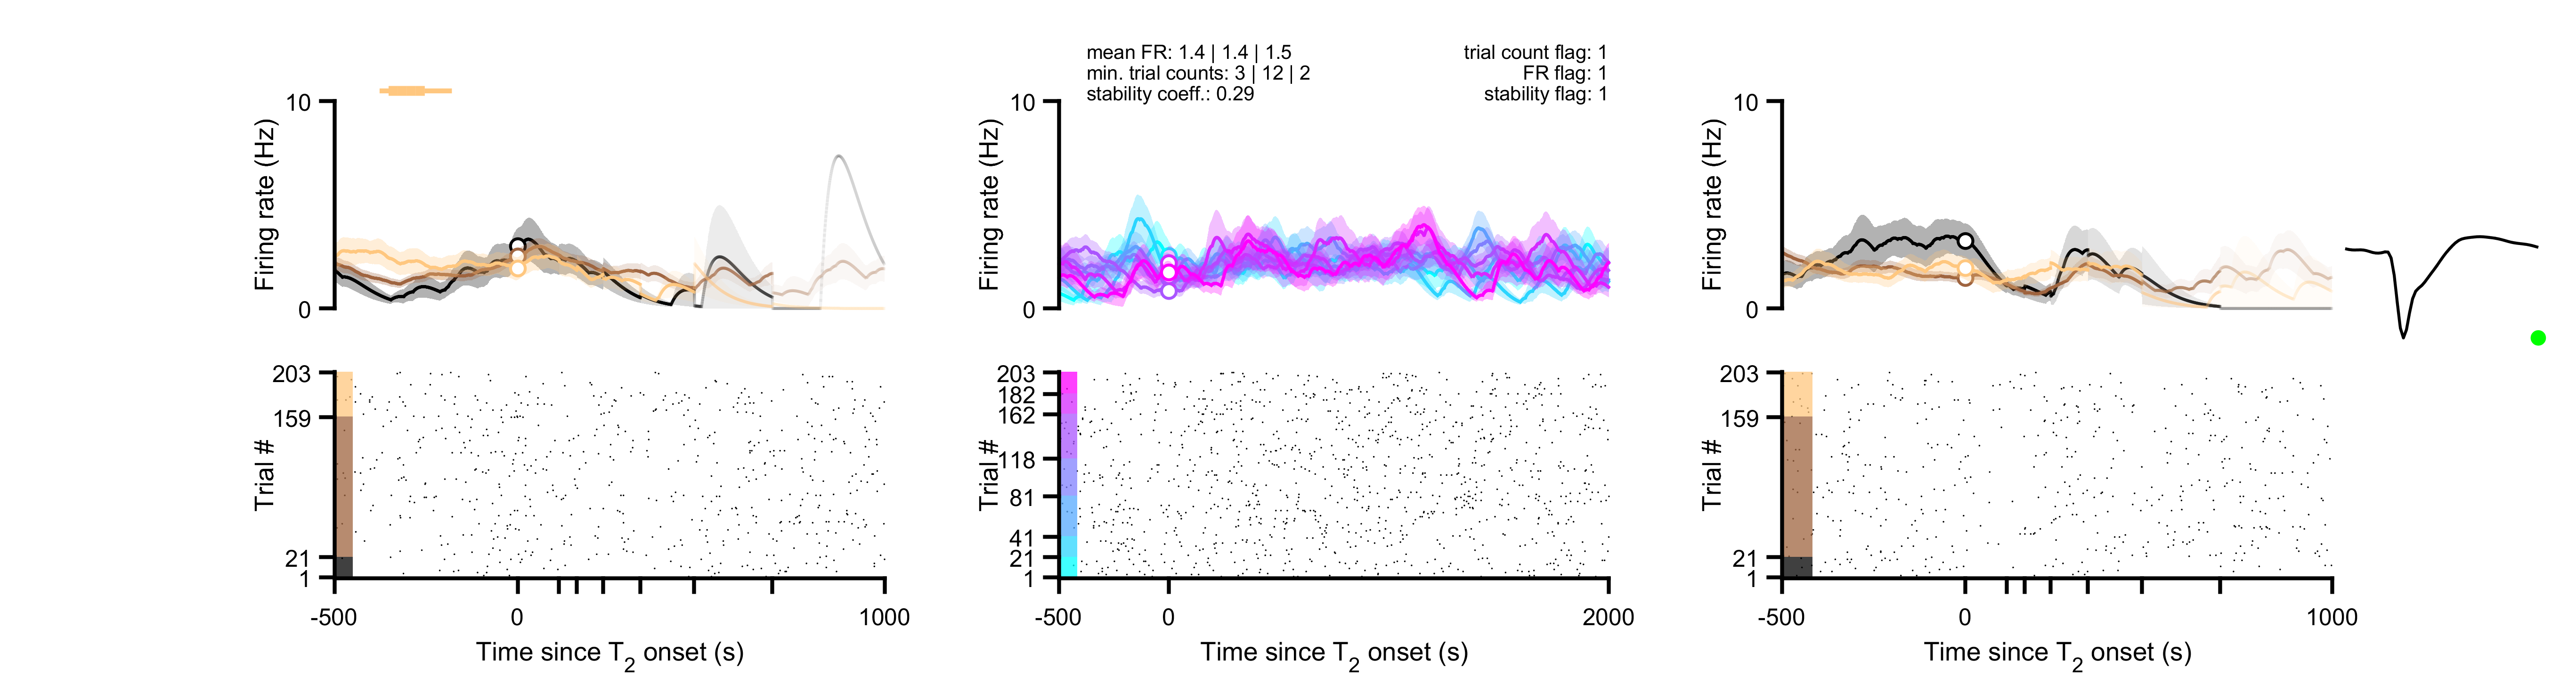 mean FR: 1.4 | 1.4 | 1.5
min. trial counts: 3 | 12 | 2
stability coeff.: 0.29
trial count flag: 1
FR flag: 1
stability flag: 1
10
Firing rate (Hz)
0
10
Firing rate (Hz)
0
10
Firing rate (Hz)
0
203
159
Trial #
21
1
-500
0
1000
Time since T2 onset (s)
203
182
162
118
Trial #
81
41
21
1
-500
0
2000
Time since T2 onset (s)
203
159
Trial #
21
1
-500
0
1000
Time since T2 onset (s)